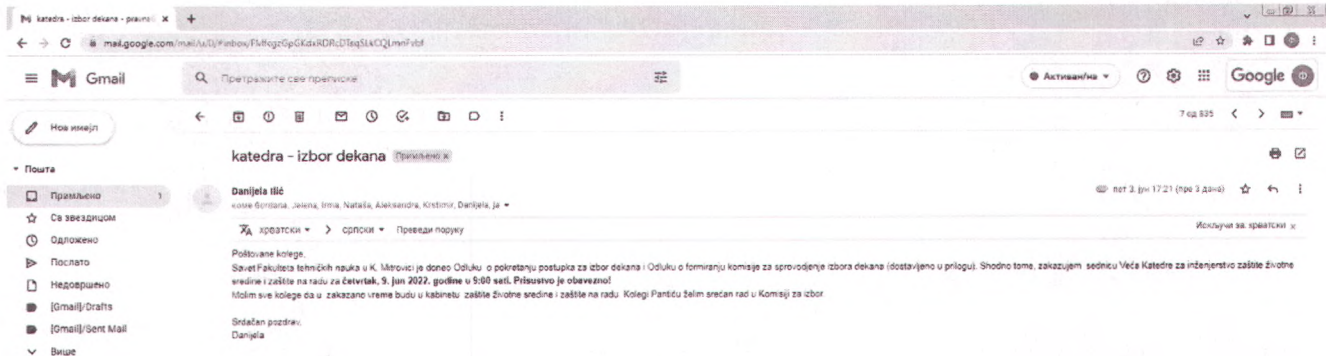 katedra - izbor dekana - pravna
mail.google.com/mail/u/0/#inbox/
Gmail
Претражите све преписке
Активан/на
Google
Нов имејл
7 од 835
katedra - izbor dekana Примљено x
Пошта
Примљено 1
Danijela Ilić
пет 3. јун 17:21 (пре 3 дана)
коме Gordana, Jelena, Irma, Nataša, Aleksandra, Krstimir, Danijela, ja
Са звездицом
хрватски > српски Преведи поруку
Искључи за: хрватски x
Одложено
Послато
Недовршено
[Gmail]/Drafts
[Gmail]/Sent Mail
Више
Poštovane kolege,
Savet Fakulteta tehničkih nauka u K. Mitrovici je doneo Odluku o pokretanju postupka za izbor dekana i Odluku o formiranju komisije za sprovodjenje izbora dekana (dostavljeno u prilogu). Shodno tome, zakazujem sednicu Veća Katedre za inženjerstvo zaštite životne
sredine i zaštite na radu za četvrtak, 9. jun 2022. godine u 9:00 sati. Prisustvo je obavezno!
Molim sve kolege da u zakazano vreme budu u kabinetu zaštite životne sredine i zaštite na radu. Kolegi Pantiću želim srećan rad u Komisiji za izbor.
Srdačan pozdrav,
Danijela